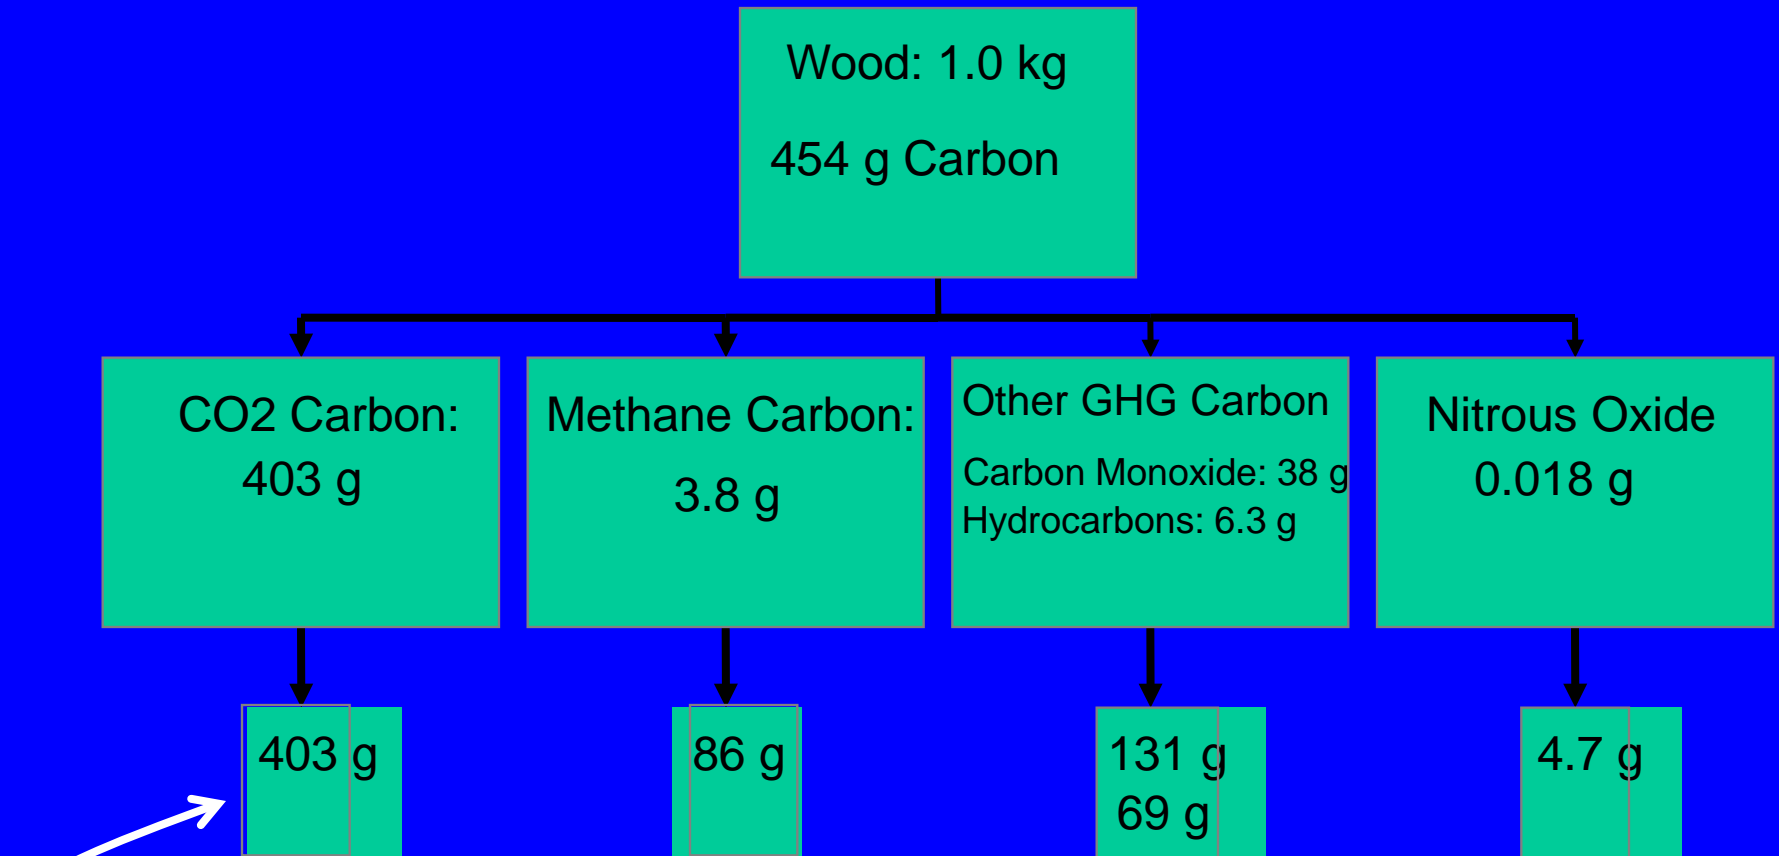 Wood: 1.0 kg
454 g Carbon
CO2 Carbon:
403 g
Methane Carbon:
3.8 g
Other GHG Carbon
Carbon Monoxide: 38 g
Hydrocarbons: 6.3 g
Nitrous Oxide
0.018 g
403 g
86 g
131 g
69 g
4.7 g